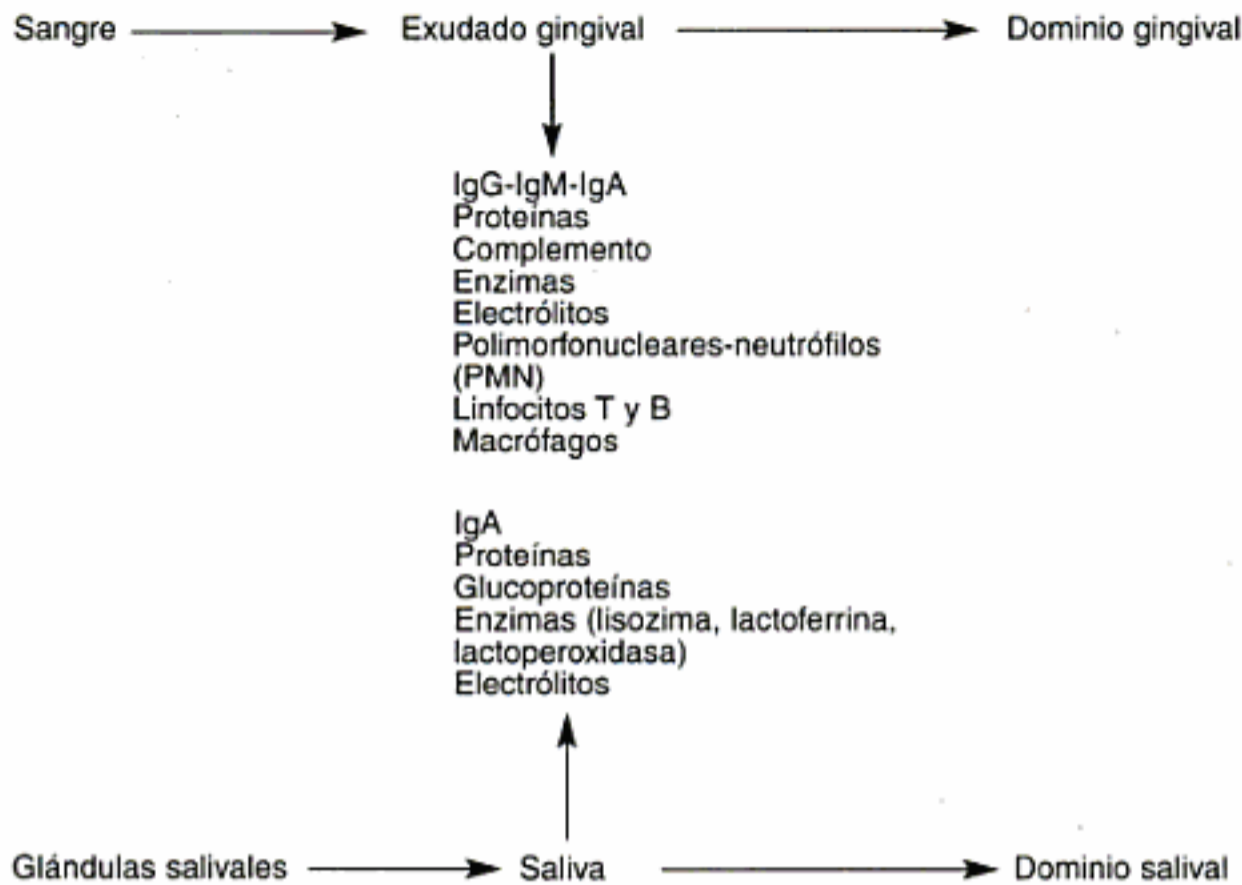 Sangre Exudado gingival Dominio gingival
IgG-IgM-IgA
Proteínas
Complemento
Enzimas
Electrólitos
Polimorfonucleares-neutrófilos
(PMN)
Linfocitos T y B
Macrófagos
IgA
Proteínas
Glucoproteínas
Enzimas (lisozima, lactoferrina,
lactoperoxidasa)
Electrólitos
Glándulas salivales Saliva Dominio salival